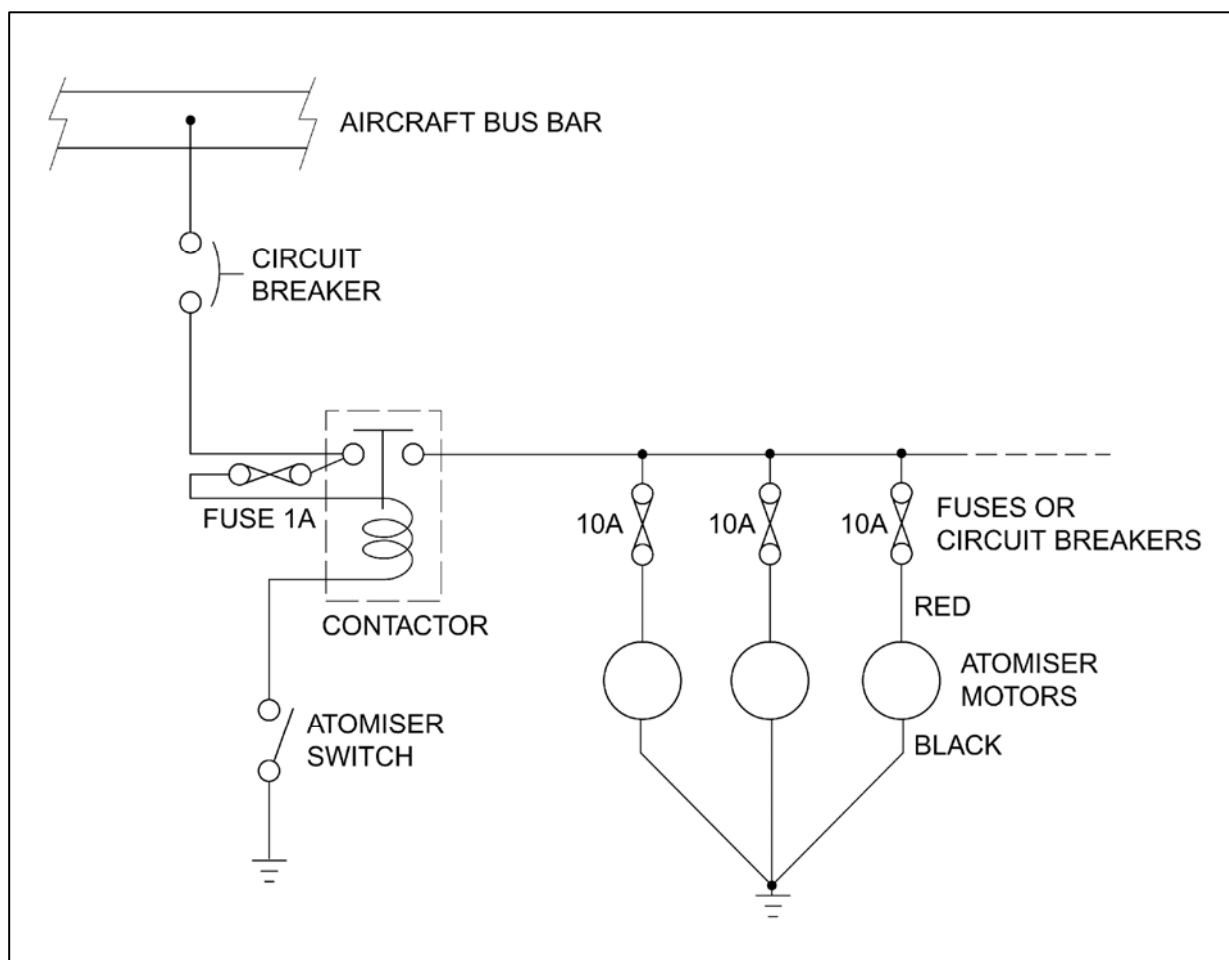 AIRCRAFT BUS BAR
CIRCUIT
BREAKER
FUSE 1A
CONTACTOR
10A
10A
10A
FUSES OR
CIRCUIT BREAKERS
RED
ATOMISER
MOTORS
BLACK
ATOMISER
SWITCH